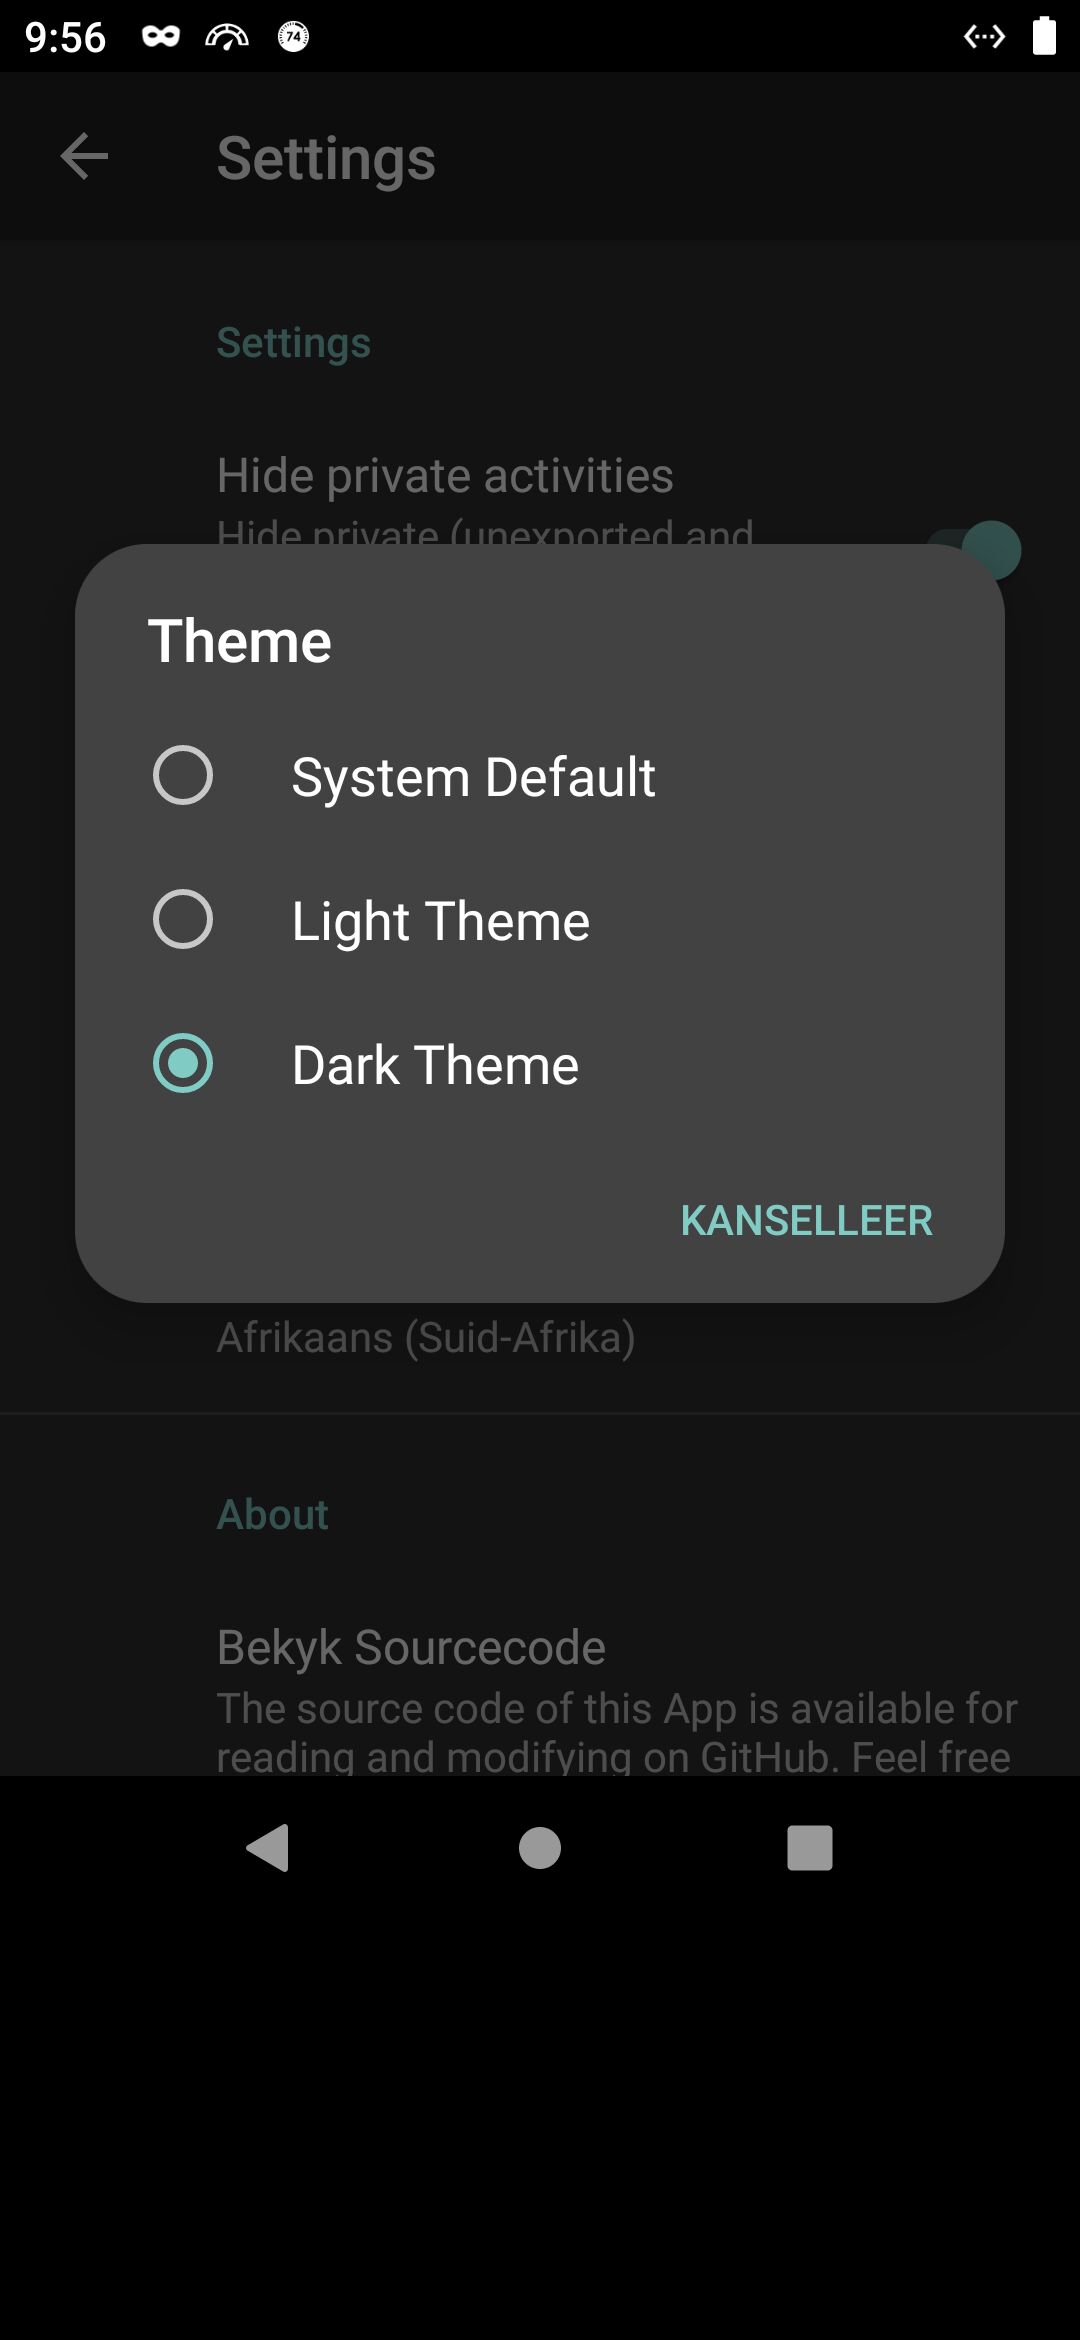 9:56
74
Settings
Settings
Hide private activities
Hide private (unexported and
Theme
System Default
Light Theme
Dark Theme
KANSELLEER
Afrikaans (Suid-Afrika)
About
Bekyk Sourcecode
The source code of this App is available for
reading and modifying on GitHub. Feel free